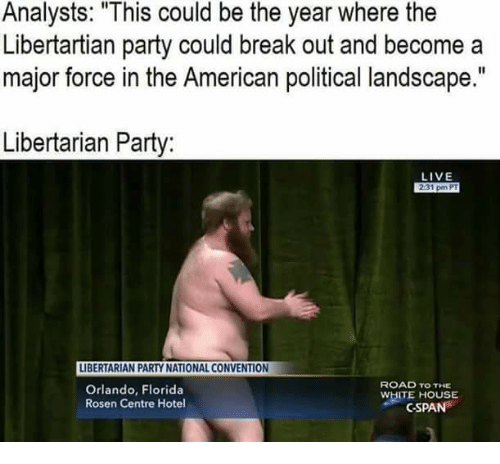 Analysts: "This could be the year where the
Libertartian party could break out and become a
major force in the American political landscape."
Libertarian Party:
LIVE
2:31 pm PT
LIBERTARIAN PARTY NATIONAL CONVENTION
Orlando, Florida
Rosen Centre Hotel
ROAD TO THE
WHITE HOUSE
C-SPAN